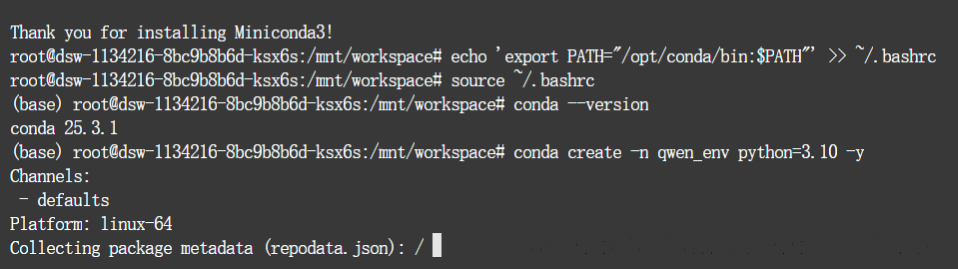 Thank you for installing Miniconda3!
root@dsw-1134216-8bc9b8b6d-ksx6s:/mnt/workspace# echo 'export PATH="/opt/conda/bin:$PATH"' >> ~/.bashrc
root@dsw-1134216-8bc9b8b6d-ksx6s:/mnt/workspace# source ~/.bashrc
(base) root@dsw-1134216-8bc9b8b6d-ksx6s:/mnt/workspace# conda --version
conda 25.3.1
(base) root@dsw-1134216-8bc9b8b6d-ksx6s:/mnt/workspace# conda create -n qwen_env python=3.10 -y
Channels:
 - defaults
Platform: linux-64
Collecting package metadata (repodata.json): /